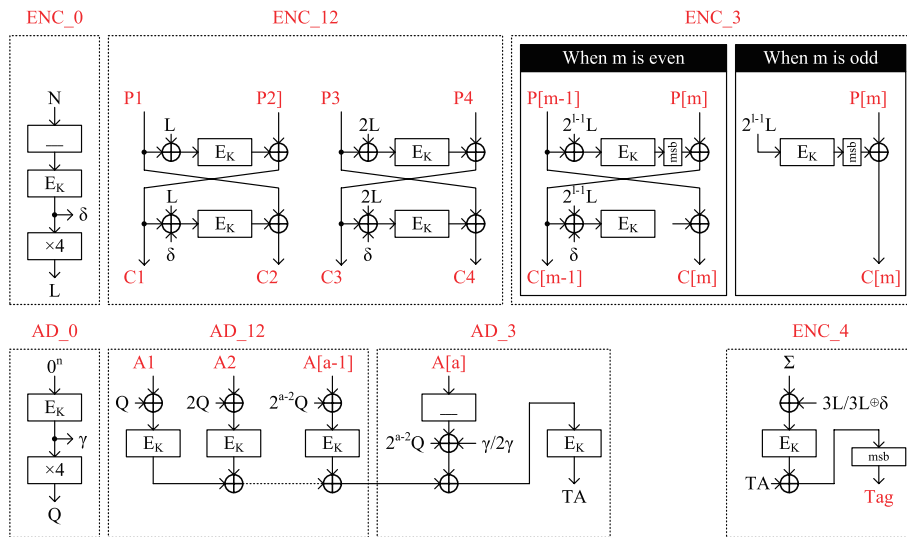 ENC_0 ENC_12 ENC_3
When m is even When m is odd
N P1 P2] P3 P4 P[m-1] P[m] P[m]
L 2L 2^{l-1}L 2^{l-1}L
E_K E_K E_K msb E_K msb
E_K
δ
L 2L 2^{l-1}L
×4 E_K E_K E_K
δ δ δ
L C1 C2 C3 C4 C[m-1] C[m] C[m]
AD_0 AD_12 AD_3 ENC_4
0^n A1 A2 A[a-1] A[a] Σ
E_K Q 2Q 2^{a-2}Q 3L/3L⊕δ
γ E_K E_K E_K 2^{a-2}Q γ/2γ E_K E_K
×4 msb
Q TA TA Tag